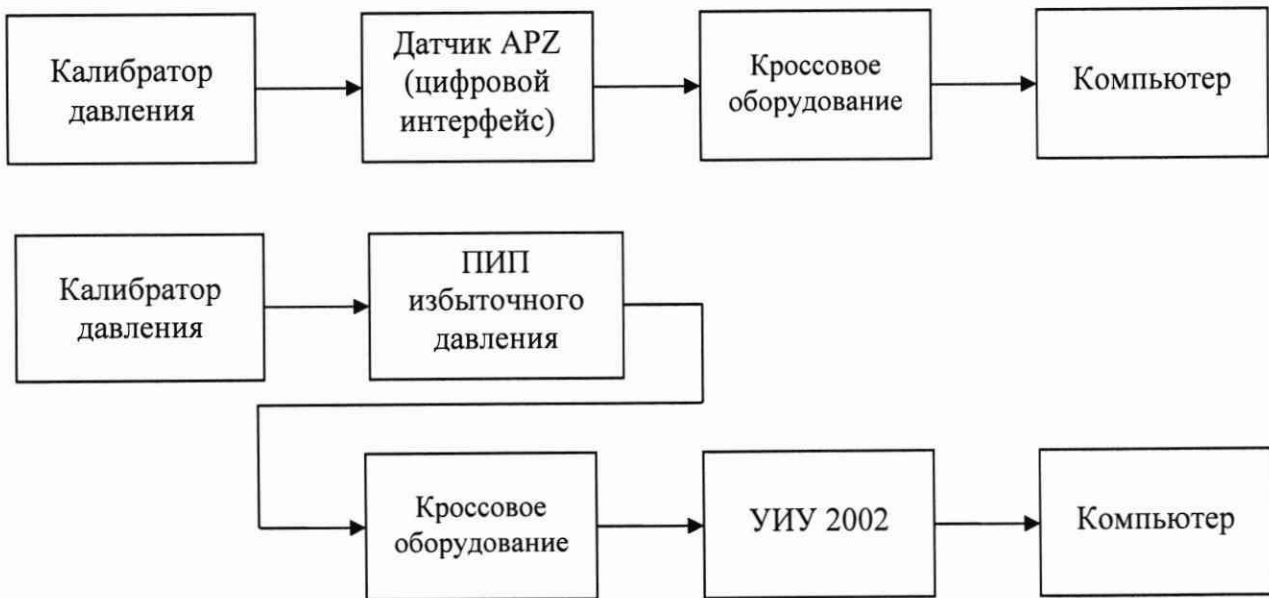 Калибратор
давления
Датчик APZ
(цифровой
интерфейс)
Кроссовое
оборудование
Компьютер
Калибратор
давления
ПИП
избыточного
давления
Кроссовое
оборудование
УИУ 2002
Компьютер